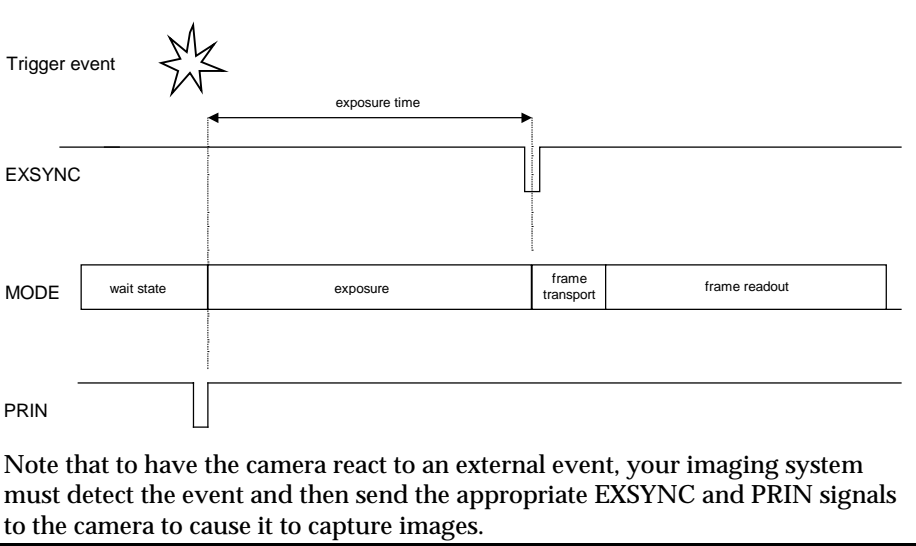 Trigger event
exposure time
EXSYNC
MODE
wait state
exposure
frame
transport
frame readout
PRIN
Note that to have the camera react to an external event, your imaging system
must detect the event and then send the appropriate EXSYNC and PRIN signals
to the camera to cause it to capture images.